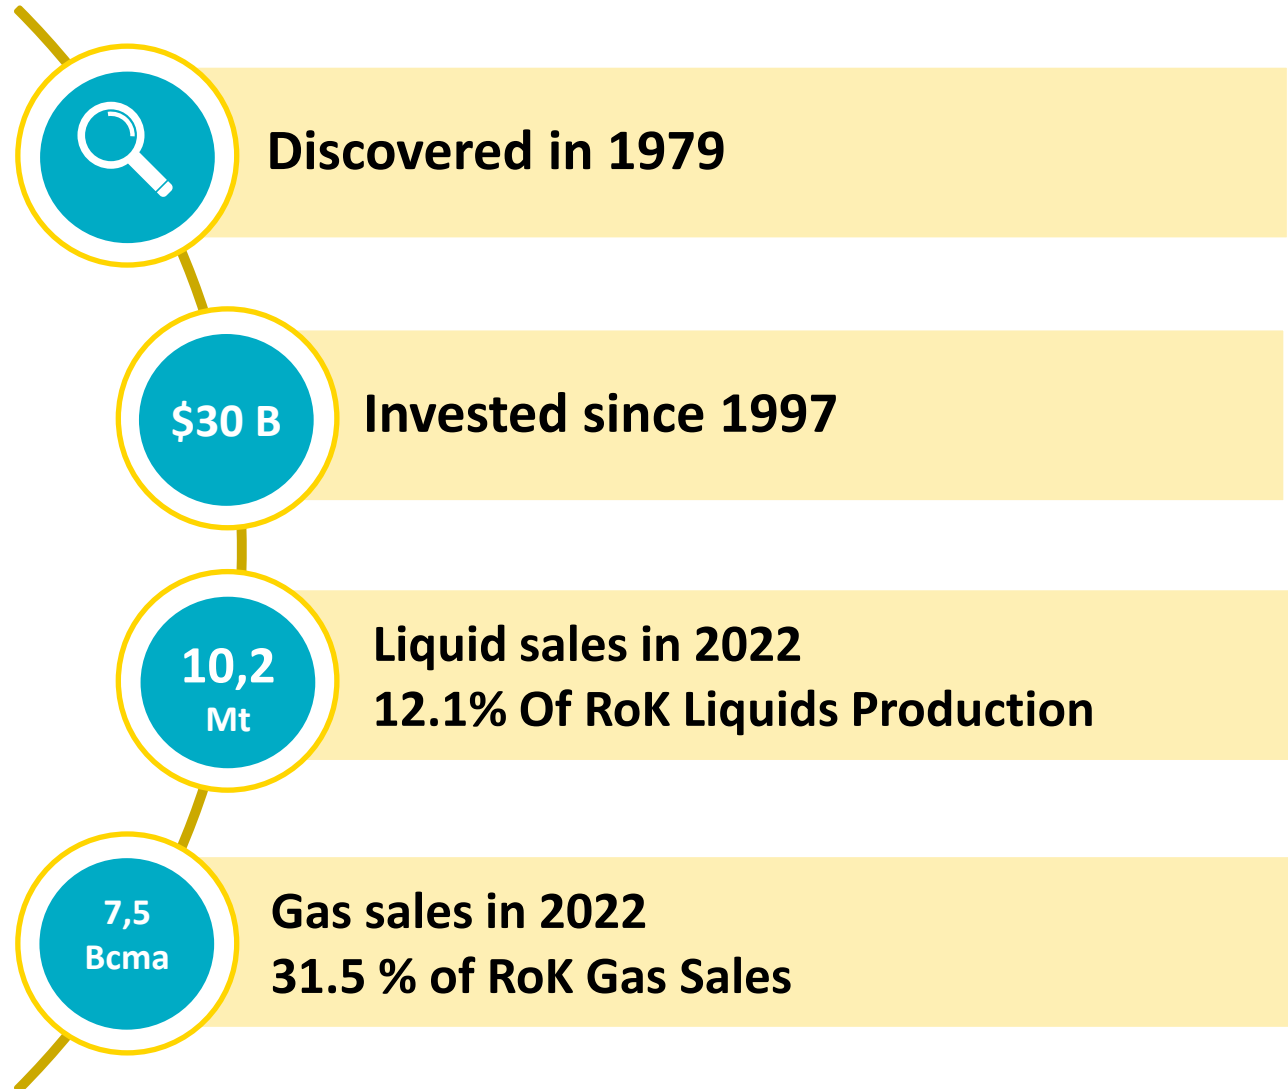 Discovered in 1979
$30 B
Invested since 1997
10,2
Mt
Liquid sales in 2022
12.1% Of RoK Liquids Production
7,5
Bcma
Gas sales in 2022
31.5 % of RoK Gas Sales